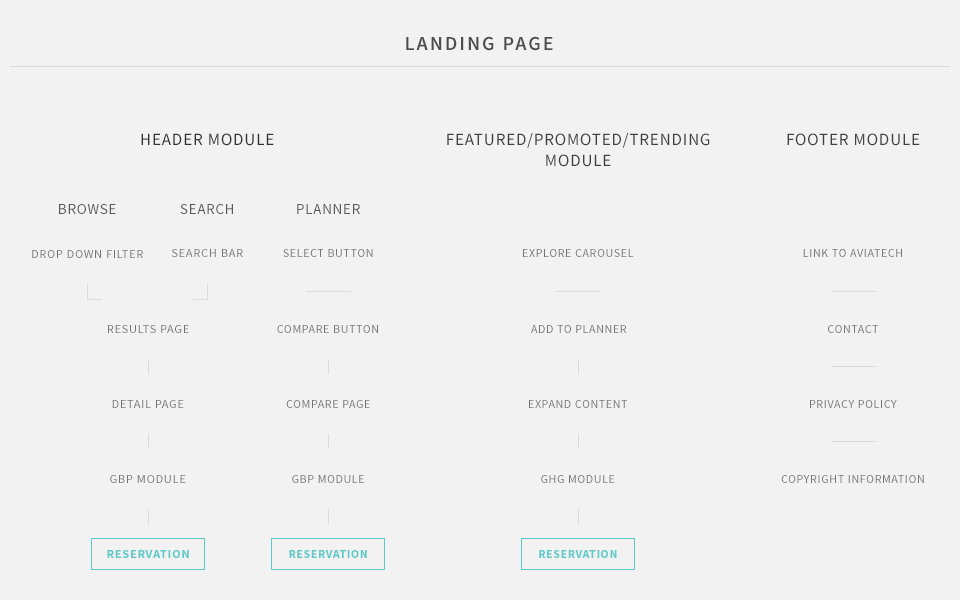 LANDING PAGE
HEADER MODULE
FEATURED/PROMOTED/TRENDING
MODULE
FOOTER MODULE
BROWSE
SEARCH
PLANNER
DROP DOWN FILTER
SEARCH BAR
SELECT BUTTON
EXPLORE CAROUSEL
LINK TO AVIATECH
RESULTS PAGE
COMPARE BUTTON
ADD TO PLANNER
CONTACT
DETAIL PAGE
COMPARE PAGE
EXPAND CONTENT
PRIVACY POLICY
GBP MODULE
GBP MODULE
GHG MODULE
COPYRIGHT INFORMATION
RESERVATION
RESERVATION
RESERVATION